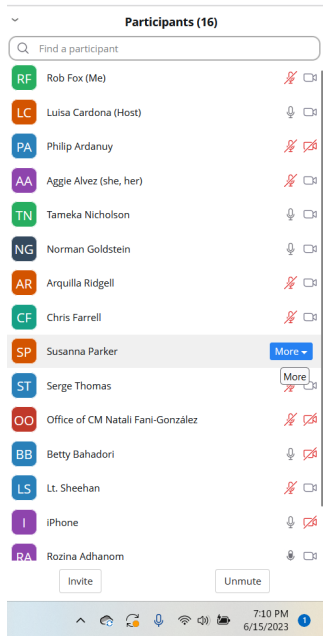 Participants (16)
Find a participant
RF Rob Fox (Me)
LC Luisa Cardona (Host)
PA Philip Ardanuy
AA Aggie Alvez (she, her)
TN Tameka Nicholson
NG Norman Goldstein
AR Arquilla Ridgell
CF Chris Farrell
SP Susanna Parker More
More
ST Serge Thomas
OO Office of CM Natali Fani-González
BB Betty Bahadori
LS Lt. Sheehan
I iPhone
RA Rozina Adhanom
Invite Unmute
7:10 PM
6/15/2023 1